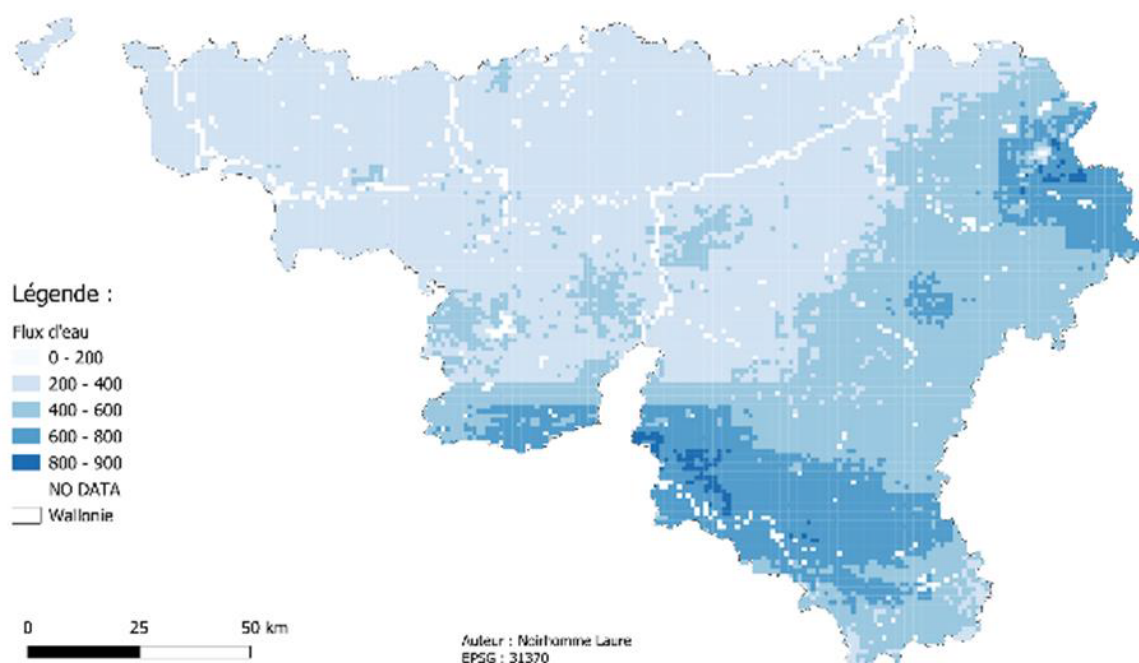 Légende :
Flux d'eau
0 - 200
200 - 400
400 - 600
600 - 800
800 - 900
NO DATA
Wallonie
0 25 50 km
Auteur : Noirhomme Laure
EPSG : 31370